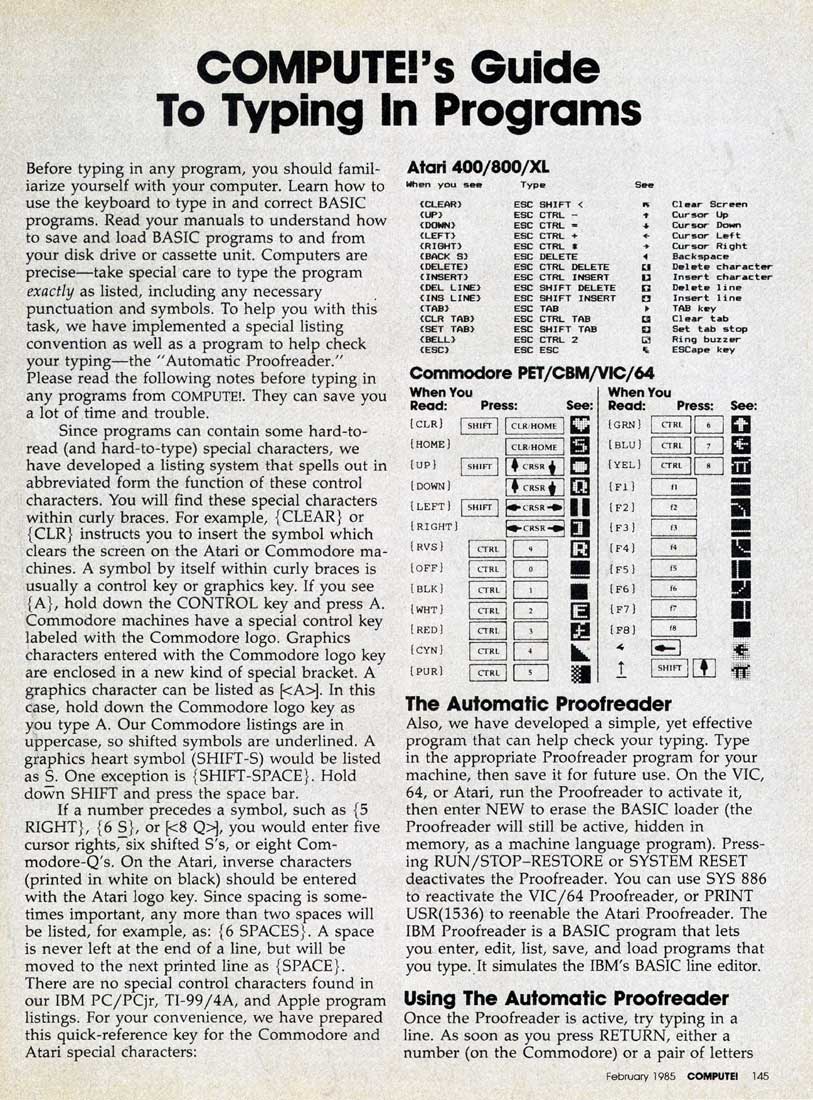 COMPUTE!'s Guide
To Typing In Programs
Before typing in any program, you should famil-
iarize yourself with your computer. Learn how to
use the keyboard to type in and correct BASIC
programs. Read your manuals to understand how
to save and load BASIC programs to and from
your disk drive or cassette unit. Computers are
precise—take special care to type the program
exactly as listed, including any necessary
punctuation and symbols. To help you with this
task, we have implemented a special listing
convention as well as a program to help check
your typing—the "Automatic Proofreader."
Please read the following notes before typing in
any programs from COMPUTE!. They can save you
a lot of time and trouble.
Since programs can contain some hard-to-
read (and hard-to-type) special characters, we
have developed a listing system that spells out in
abbreviated form the function of these control
characters. You will find these special characters
within curly braces. For example, {CLEAR} or
{CLR} instructs you to insert the symbol which
clears the screen on the Atari or Commodore ma-
chines. A symbol by itself within curly braces is
usually a control key or graphics key. If you see
{A}, hold down the CONTROL key and press A.
Commodore machines have a special control key
labeled with the Commodore logo. Graphics
characters entered with the Commodore logo key
are enclosed in a new kind of special bracket. A
graphics character can be listed as [<A>]. In this
case, hold down the Commodore logo key as
you type A. Our Commodore listings are in
uppercase, so shifted symbols are underlined. A
graphics heart symbol (SHIFT-S) would be listed
as S. One exception is {SHIFT-SPACE}. Hold
down SHIFT and press the space bar.
If a number precedes a symbol, such as {5
RIGHT}, {6 S}, or [<8 Q>], you would enter five
cursor rights, six shifted S's, or eight Com-
modore-Q's. On the Atari, inverse characters
(printed in white on black) should be entered
with the Atari logo key. Since spacing is some-
times important, any more than two spaces will
be listed, for example, as: {6 SPACES}. A space
is never left at the end of a line, but will be
moved to the next printed line as {SPACE}.
There are no special control characters found in
our IBM PC/PCjr, TI-99/4A, and Apple program
listings. For your convenience, we have prepared
this quick-reference key for the Commodore and
Atari special characters:
Atari 400/800/XL
When you see Type See
{CLEAR} ESC SHIFT < Clear Screen
{UP} ESC CTRL - ↑ Cursor Up
{DOWN} ESC CTRL = ↓ Cursor Down
{LEFT} ESC CTRL + ← Cursor Left
{RIGHT} ESC CTRL * → Cursor Right
{BACK S} ESC DELETE ◀ Backspace
{DELETE} ESC CTRL DELETE Delete character
{INSERT} ESC CTRL INSERT Insert character
{DEL LINE} ESC SHIFT DELETE Delete line
{INS LINE} ESC SHIFT INSERT Insert line
{TAB} ESC TAB ▶ TAB key
{CLR TAB} ESC CTRL TAB Clear tab
{SET TAB} ESC SHIFT TAB Set tab stop
{BELL} ESC CTRL 2 Ring buzzer
{ESC} ESC ESC ESCape key
Commodore PET/CBM/VIC/64
When You
Read: Press: See:
{CLR} SHIFT CLR/HOME ♥
{HOME} CLR/HOME S
{UP} SHIFT ↑ CRSR ↓ ●
{DOWN} ↑ CRSR ↓ Q
{LEFT} SHIFT ← CRSR →
{RIGHT} ← CRSR → ]
{RVS} CTRL 9 R
{OFF} CTRL 0
{BLK} CTRL 1
{WHT} CTRL 2 E
{RED} CTRL 3 £
{CYN} CTRL 4
{PUR} CTRL 5
When You
Read: Press: See:
{GRN} CTRL 6 ↑
{BLU} CTRL 7 ←
{YEL} CTRL 8 π
{F1} f1
{F2} f2
{F3} f3
{F4} f4
{F5} f5
{F6} f6
{F7} f7
{F8} f8
← ← ←
↑ SHIFT ↑ π
The Automatic Proofreader
Also, we have developed a simple, yet effective
program that can help check your typing. Type
in the appropriate Proofreader program for your
machine, then save it for future use. On the VIC,
64, or Atari, run the Proofreader to activate it,
then enter NEW to erase the BASIC loader (the
Proofreader will still be active, hidden in
memory, as a machine language program). Press-
ing RUN/STOP–RESTORE or SYSTEM RESET
deactivates the Proofreader. You can use SYS 886
to reactivate the VIC/64 Proofreader, or PRINT
USR(1536) to reenable the Atari Proofreader. The
IBM Proofreader is a BASIC program that lets
you enter, edit, list, save, and load programs that
you type. It simulates the IBM's BASIC line editor.
Using The Automatic Proofreader
Once the Proofreader is active, try typing in a
line. As soon as you press RETURN, either a
number (on the Commodore) or a pair of letters
February 1985 COMPUTE! 145